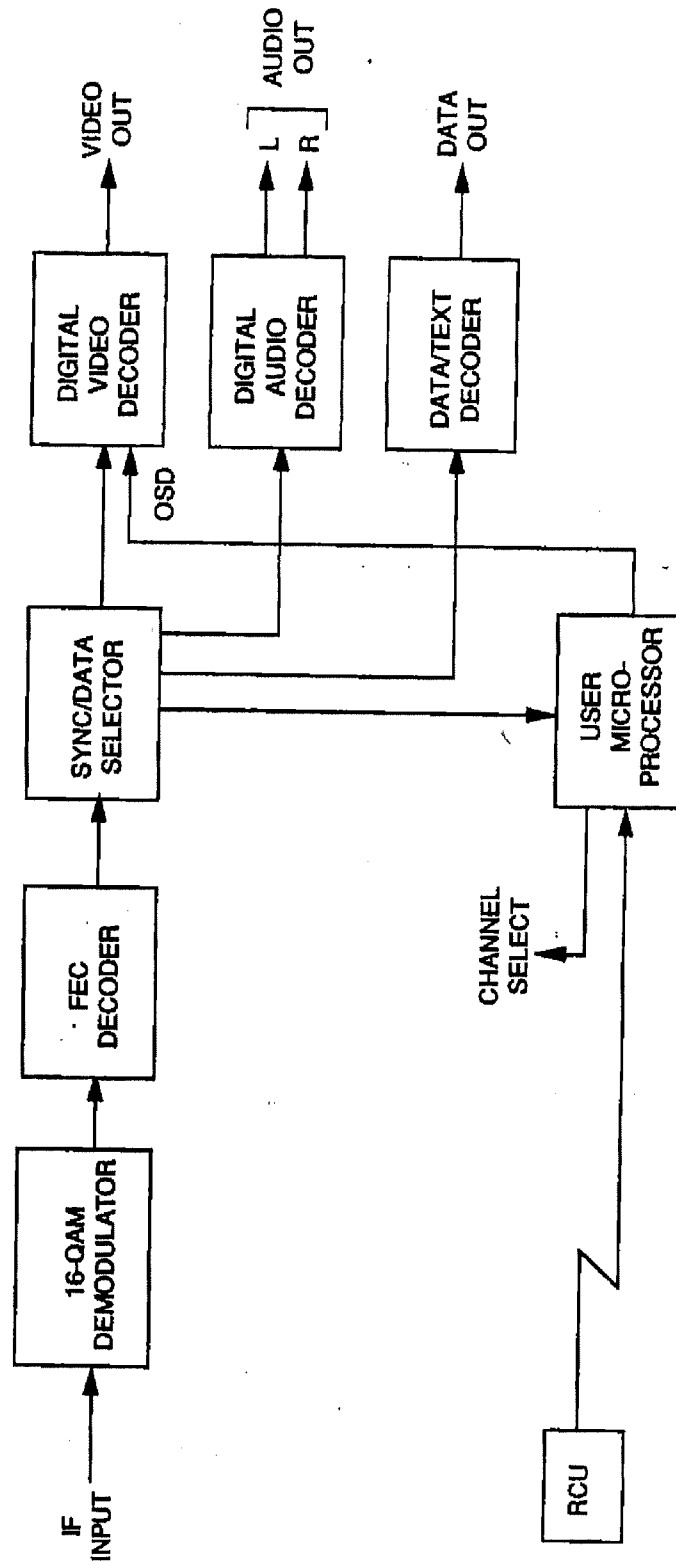 IF
INPUT
16-QAM
DEMODULATOR
FEC
DECODER
SYNC/DATA
SELECTOR
OSD
DIGITAL
VIDEO
DECODER
VIDEO
OUT
DIGITAL
AUDIO
DECODER
L
R
AUDIO
OUT
DATA/TEXT
DECODER
DATA
OUT
CHANNEL
SELECT
USER
MICRO-
PROCESSOR
RCU